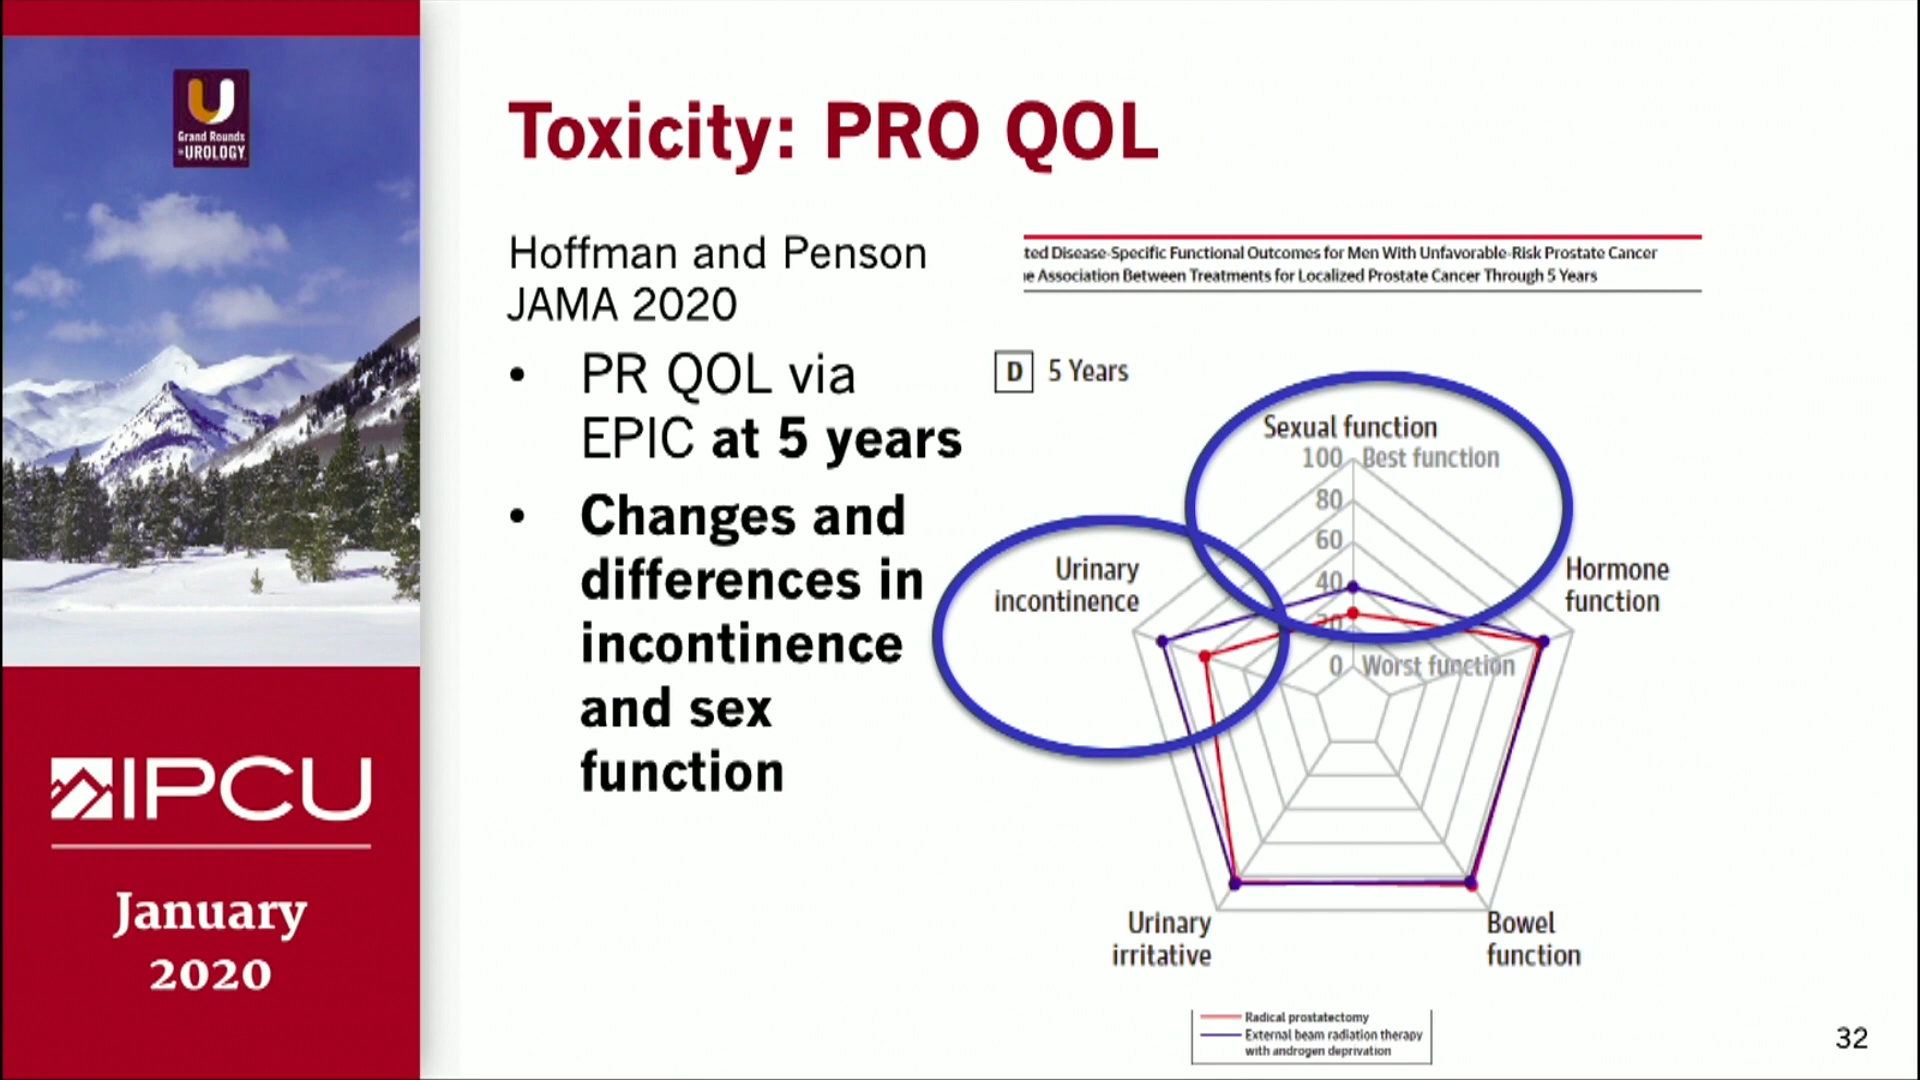 U
Grand Rounds
in UROLOGY
IPCU
January
2020
Toxicity: PRO QOL
Hoffman and Penson
JAMA 2020
• PR QOL via
EPIC at 5 years
• Changes and
differences in
incontinence
and sex
function
ted Disease-Specific Functional Outcomes for Men With Unfavorable-Risk Prostate Cancer
e Association Between Treatments for Localized Prostate Cancer Through 5 Years
D 5 Years
Sexual function
100 Best function
80
60
40
20
0 Worst function
Urinary
incontinence
Hormone
function
Urinary
irritative
Bowel
function
Radical prostatectomy
External beam radiation therapy
with androgen deprivation
32